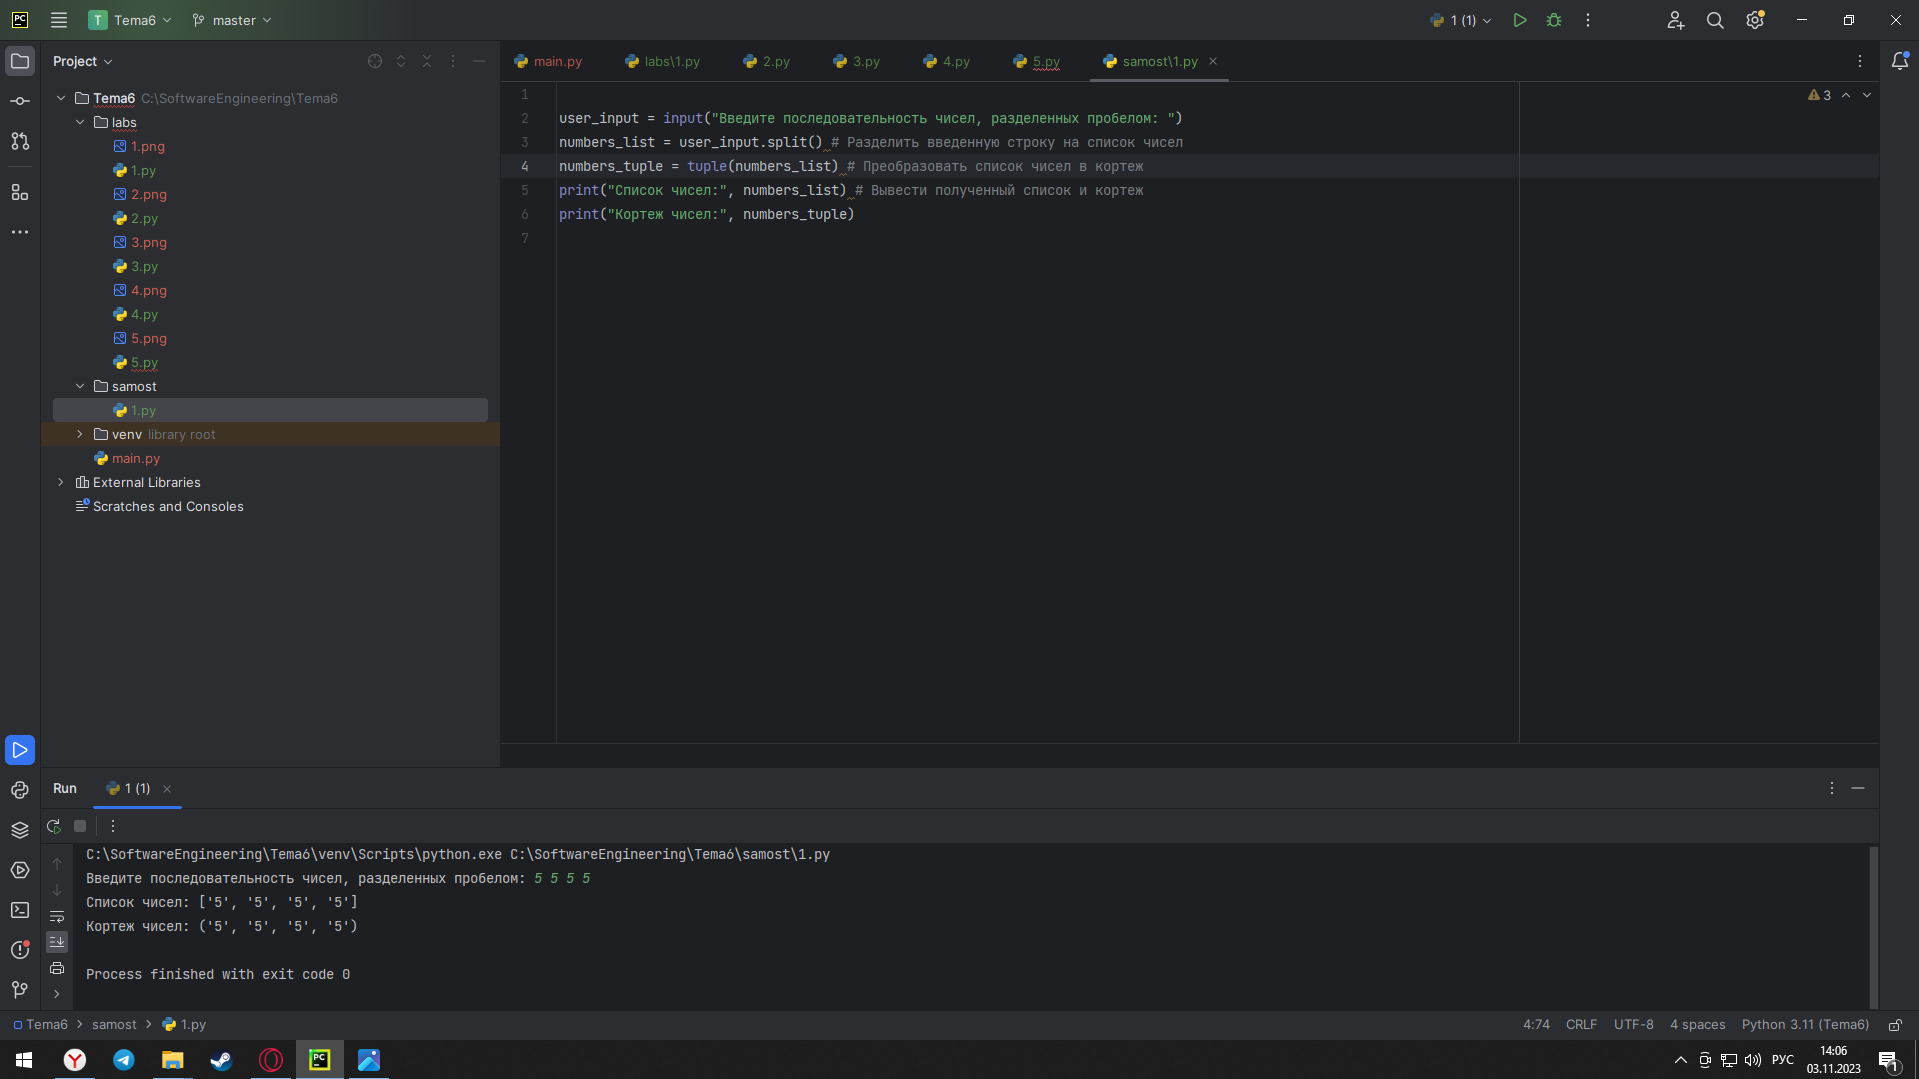 PC
T Tema6
master
1 (1)
Project
main.py
labs\1.py
2.py
3.py
4.py
5.py
samost\1.py
Tema6 C:\SoftwareEngineering\Tema6
labs
1.png
1.py
2.png
2.py
3.png
3.py
4.png
4.py
5.png
5.py
samost
1.py
venv library root
main.py
External Libraries
Scratches and Consoles
3
1
2 user_input = input("Введите последовательность чисел, разделенных пробелом: ")
3 numbers_list = user_input.split() # Разделить введенную строку на список чисел
4 numbers_tuple = tuple(numbers_list) # Преобразовать список чисел в кортеж
5 print("Список чисел:", numbers_list) # Вывести полученный список и кортеж
6 print("Кортеж чисел:", numbers_tuple)
7
Run
1 (1)
C:\SoftwareEngineering\Tema6\venv\Scripts\python.exe C:\SoftwareEngineering\Tema6\samost\1.py
Введите последовательность чисел, разделенных пробелом: 5 5 5 5
Список чисел: ['5', '5', '5', '5']
Кортеж чисел: ('5', '5', '5', '5')
Process finished with exit code 0
Tema6 > samost > 1.py
4:74 CRLF UTF-8 4 spaces Python 3.11 (Tema6)
Y
PC
РУС
14:06
03.11.2023
1